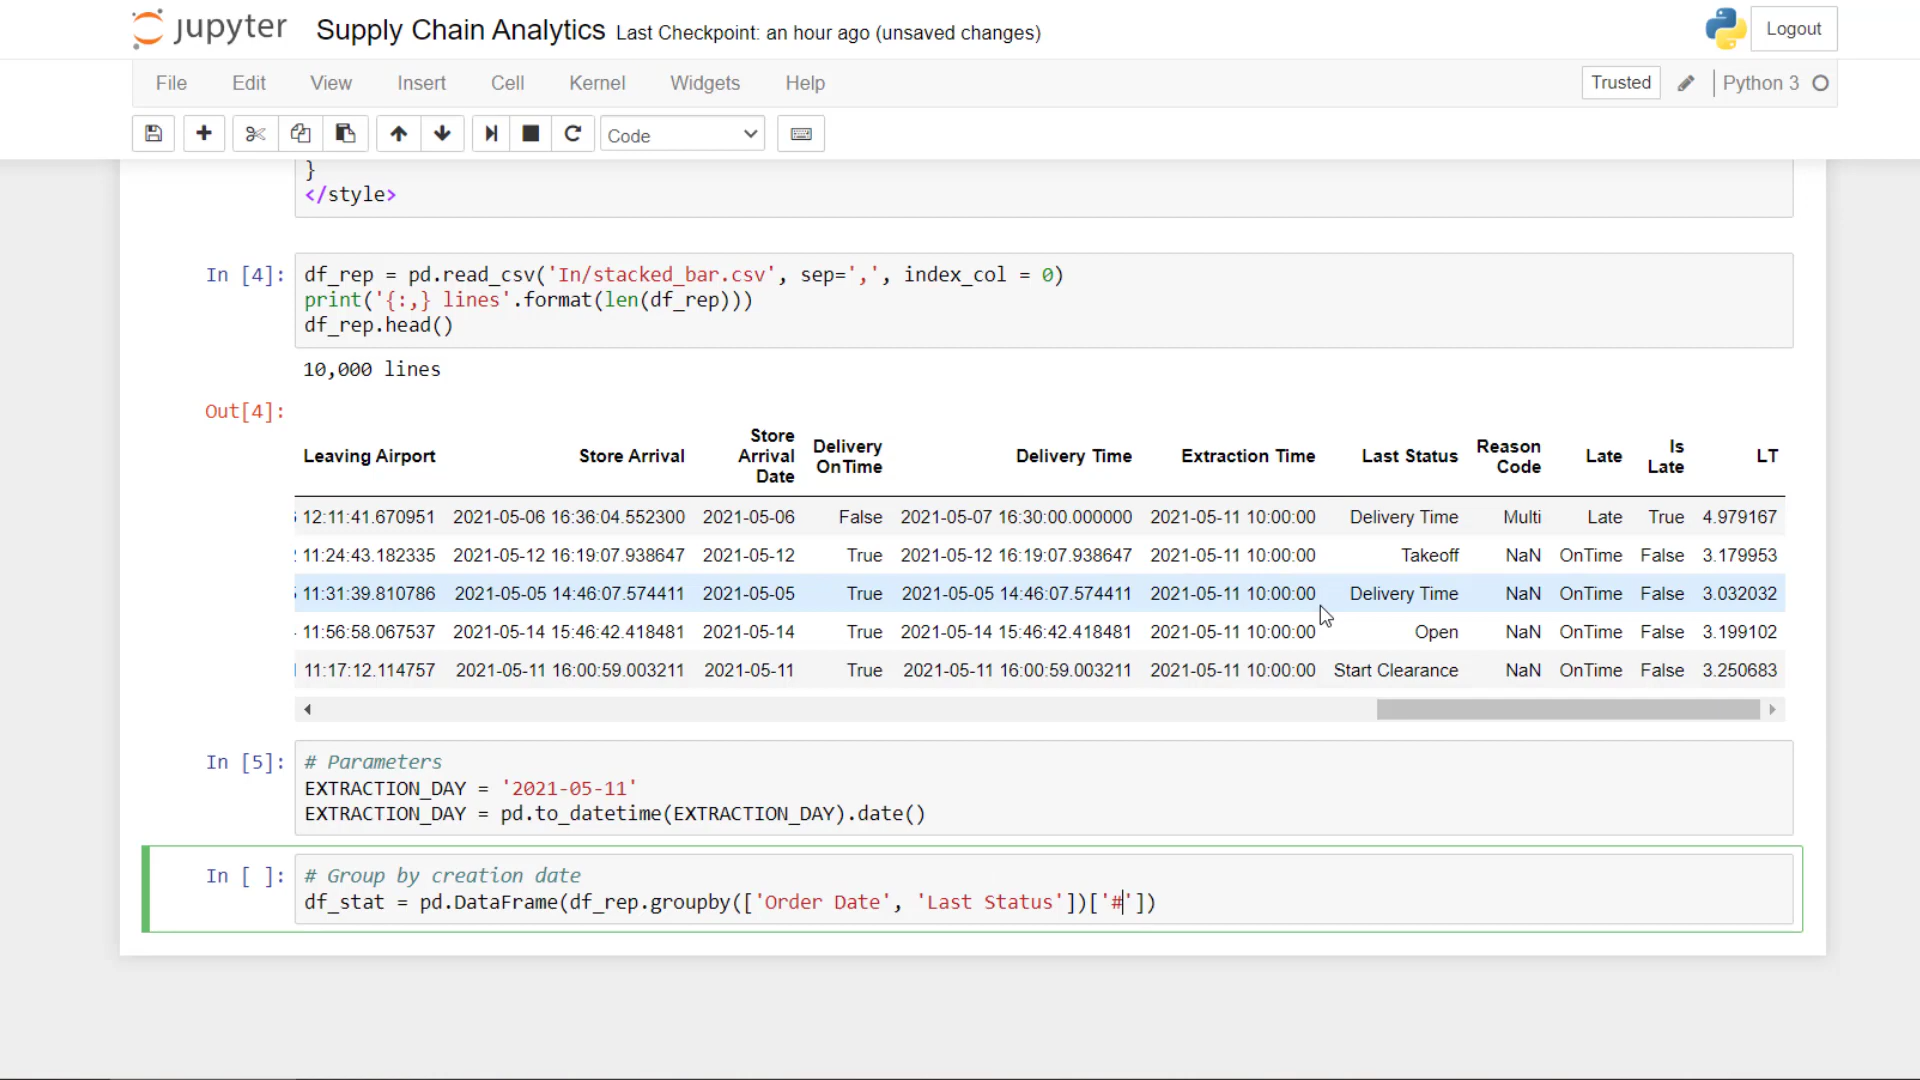 jupyter Supply Chain Analytics Last Checkpoint: an hour ago (unsaved changes) Logout
File Edit View Insert Cell Kernel Widgets Help Trusted Python 3
Code
}
</style>
In [4]: df_rep = pd.read_csv('In/stacked_bar.csv', sep=',', index_col = 0)
print('{:,} lines'.format(len(df_rep)))
df_rep.head()
10,000 lines
Out[4]:
Leaving Airport Store Arrival Store Arrival Date Delivery OnTime Delivery Time Extraction Time Last Status Reason Code Late Is Late LT
12:11:41.670951 2021-05-06 16:36:04.552300 2021-05-06 False 2021-05-07 16:30:00.000000 2021-05-11 10:00:00 Delivery Time Multi Late True 4.979167
11:24:43.182335 2021-05-12 16:19:07.938647 2021-05-12 True 2021-05-12 16:19:07.938647 2021-05-11 10:00:00 Takeoff NaN OnTime False 3.179953
11:31:39.810786 2021-05-05 14:46:07.574411 2021-05-05 True 2021-05-05 14:46:07.574411 2021-05-11 10:00:00 Delivery Time NaN OnTime False 3.032032
11:56:58.067537 2021-05-14 15:46:42.418481 2021-05-14 True 2021-05-14 15:46:42.418481 2021-05-11 10:00:00 Open NaN OnTime False 3.199102
11:17:12.114757 2021-05-11 16:00:59.003211 2021-05-11 True 2021-05-11 16:00:59.003211 2021-05-11 10:00:00 Start Clearance NaN OnTime False 3.250683
In [5]: # Parameters
EXTRACTION_DAY = '2021-05-11'
EXTRACTION_DAY = pd.to_datetime(EXTRACTION_DAY).date()
In [ ]: # Group by creation date
df_stat = pd.DataFrame(df_rep.groupby(['Order Date', 'Last Status'])['#'])